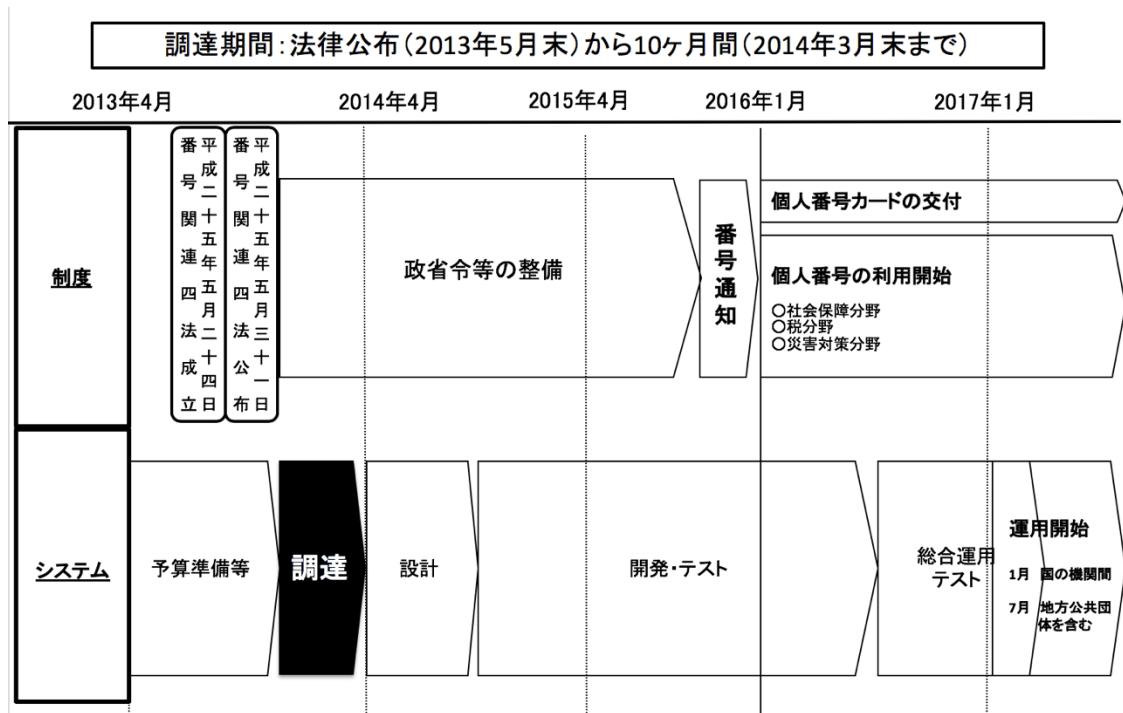 調達期間：法律公布（2013年5月末）から10ヶ月間（2014年3月末まで）
2013年4月
2014年4月
2015年4月
2016年1月
2017年1月
制度
平成二十五年五月二十四日
番号関連四法成立
平成二十五年五月三十一日
番号関連四法公布
政省令等の整備
番号通知
個人番号カードの交付
個人番号の利用開始
〇社会保障分野
〇税分野
〇災害対策分野
システム
予算準備等
調達
設計
開発・テスト
総合運用
テスト
運用開始
1月 国の機関間
7月 地方公共団
体を含む